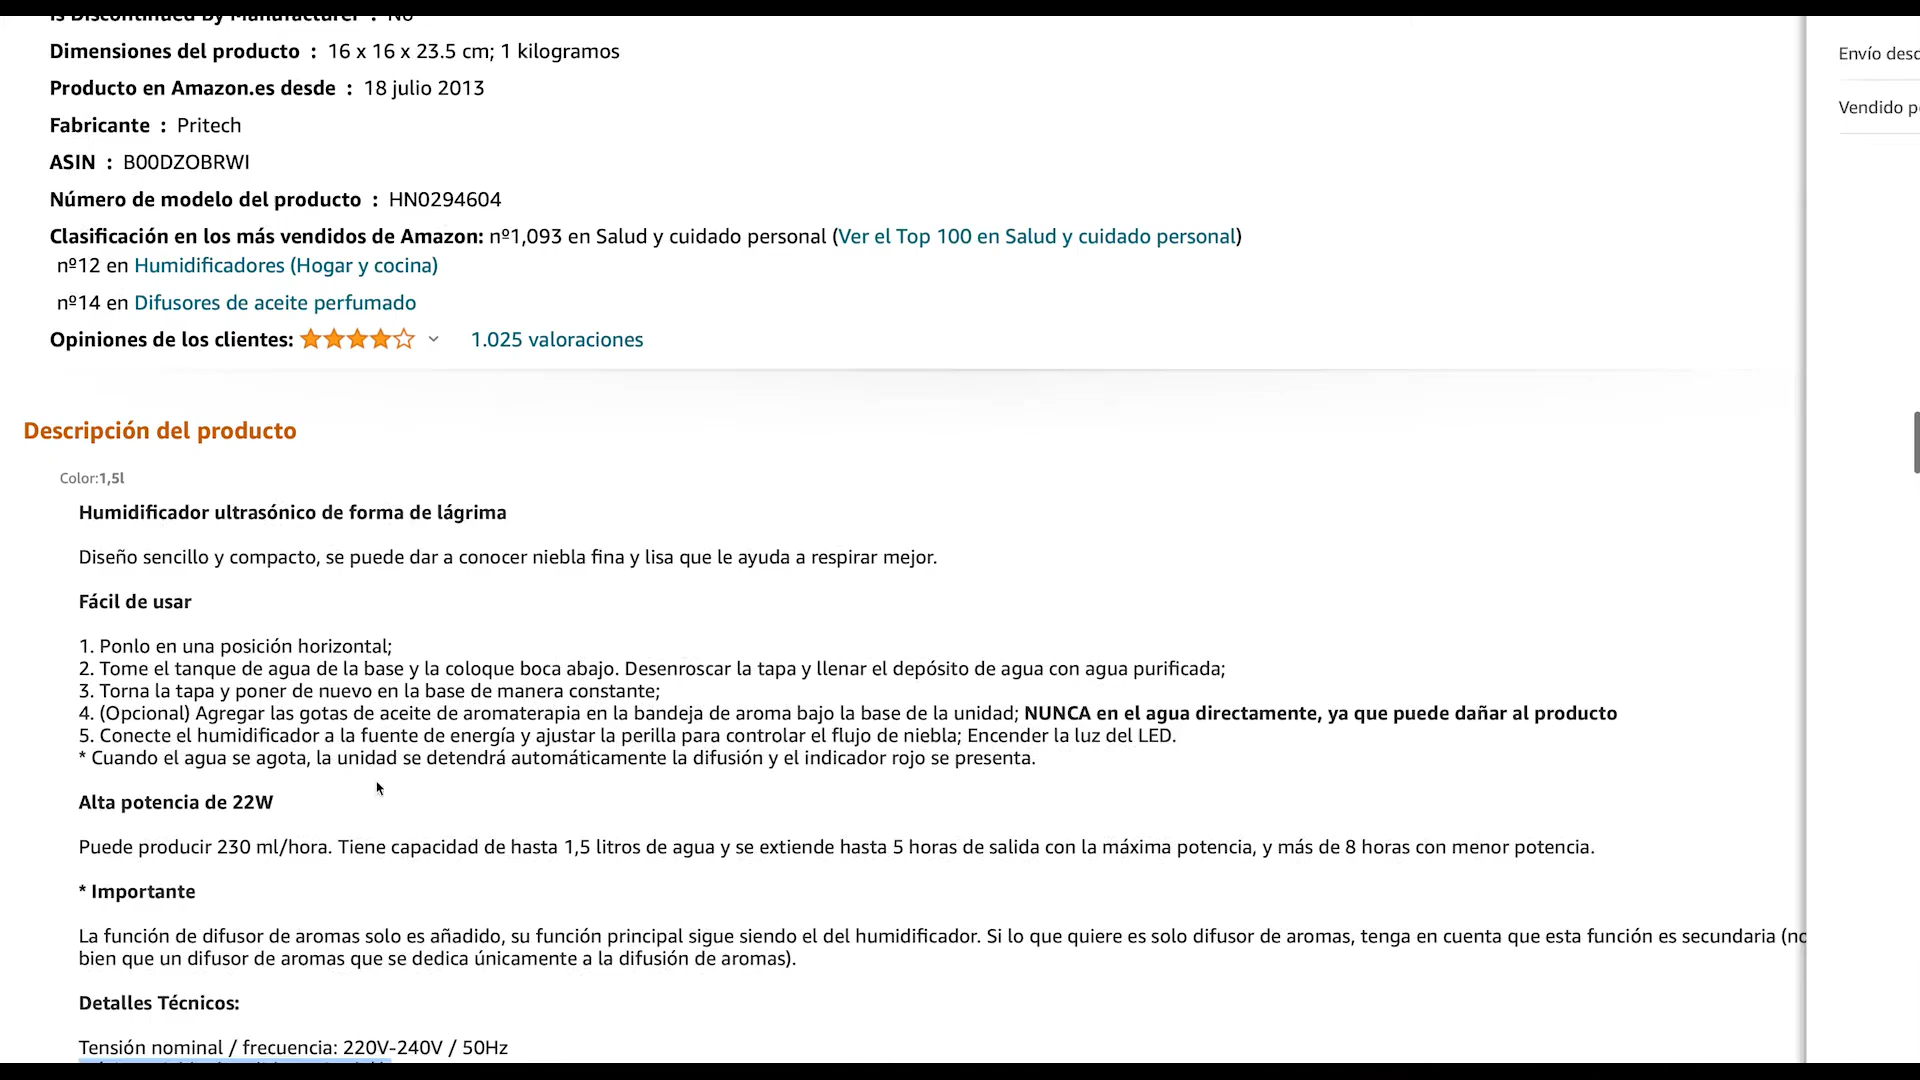 Is Discontinued By Manufacturer : No
Dimensiones del producto : 16 x 16 x 23.5 cm; 1 kilogramos
Producto en Amazon.es desde : 18 julio 2013
Fabricante : Pritech
ASIN : B00DZOBRWI
Número de modelo del producto : HN0294604
Clasificación en los más vendidos de Amazon: nº1,093 en Salud y cuidado personal (Ver el Top 100 en Salud y cuidado personal)
nº12 en Humidificadores (Hogar y cocina)
nº14 en Difusores de aceite perfumado
Opiniones de los clientes: 1.025 valoraciones
Descripción del producto
Color:1,5l
Humidificador ultrasónico de forma de lágrima
Diseño sencillo y compacto, se puede dar a conocer niebla fina y lisa que le ayuda a respirar mejor.
Fácil de usar
1. Ponlo en una posición horizontal;
2. Tome el tanque de agua de la base y la coloque boca abajo. Desenroscar la tapa y llenar el depósito de agua con agua purificada;
3. Torna la tapa y poner de nuevo en la base de manera constante;
4. (Opcional) Agregar las gotas de aceite de aromaterapia en la bandeja de aroma bajo la base de la unidad; NUNCA en el agua directamente, ya que puede dañar al producto
5. Conecte el humidificador a la fuente de energía y ajustar la perilla para controlar el flujo de niebla; Encender la luz del LED.
* Cuando el agua se agota, la unidad se detendrá automáticamente la difusión y el indicador rojo se presenta.
Alta potencia de 22W
Puede producir 230 ml/hora. Tiene capacidad de hasta 1,5 litros de agua y se extiende hasta 5 horas de salida con la máxima potencia, y más de 8 horas con menor potencia.
* Importante
La función de difusor de aromas solo es añadido, su función principal sigue siendo el del humidificador. Si lo que quiere es solo difusor de aromas, tenga en cuenta que esta función es secundaria (no
bien que un difusor de aromas que se dedica únicamente a la difusión de aromas).
Detalles Técnicos:
Tensión nominal / frecuencia: 220V-240V / 50Hz
Envío desd
Vendido p